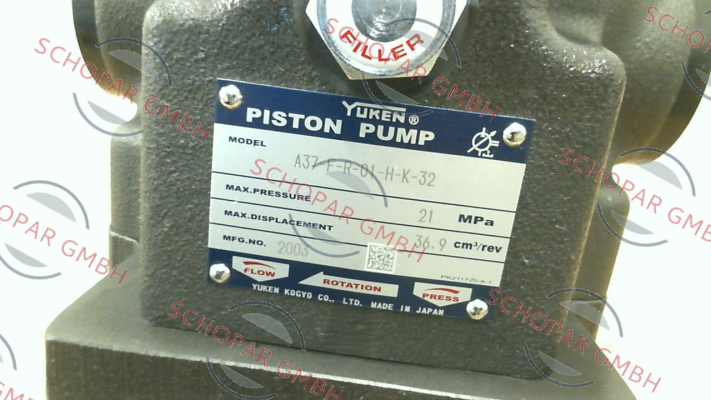 FILLER
YUKEN®
PISTON PUMP
MODEL A37-F-R-01-H-K-32
MAX.PRESSURE 21 MPa
MAX.DISPLACEMENT 36.9 cm³/rev
MFG.NO. 2003
FLOW ROTATION PRESS
YUKEN KOGYO CO., LTD. MADE IN JAPAN
SCHOPAR GMBH
SCHOPAR GMBH
SCHOPAR GMBH
SCHOPAR GMBH
SCHOPAR GMBH
SCHOPAR GMBH
SCHOPAR GMBH
SCHOPAR GMBH
SCHOPAR GMBH